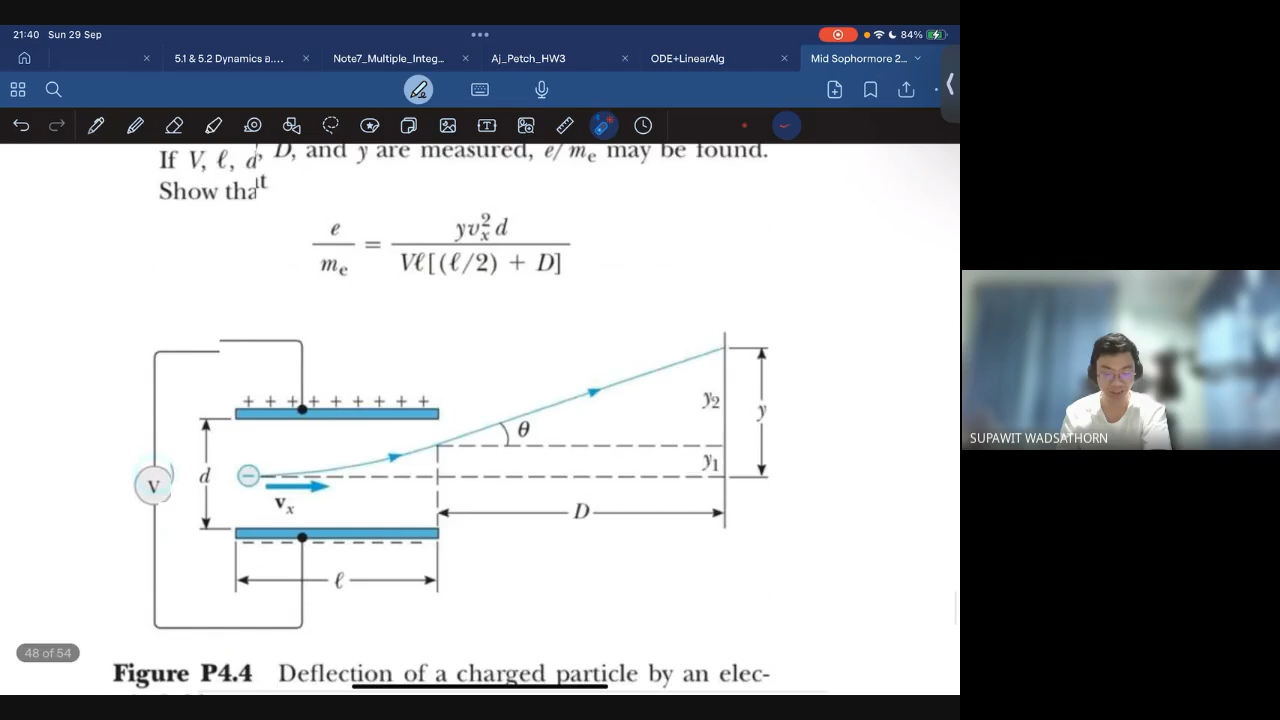 21:40 Sun 29 Sep
84%
5.1 & 5.2 Dynamics a....
Note7_Multiple_Integ...
Aj_Petch_HW3
ODE+LinearAlg
Mid Sophormore 2...
If V, ℓ, d, D, and y are measured, e/me may be found.
Show that
e/me = yvx²d / Vℓ[(ℓ/2) + D]
+ + + + + + + + +
y2
y
θ
y1
d
V
vx
D
ℓ
48 of 54
Figure P4.4 Deflection of a charged particle by an elec-
SUPAWIT WADSATHORN